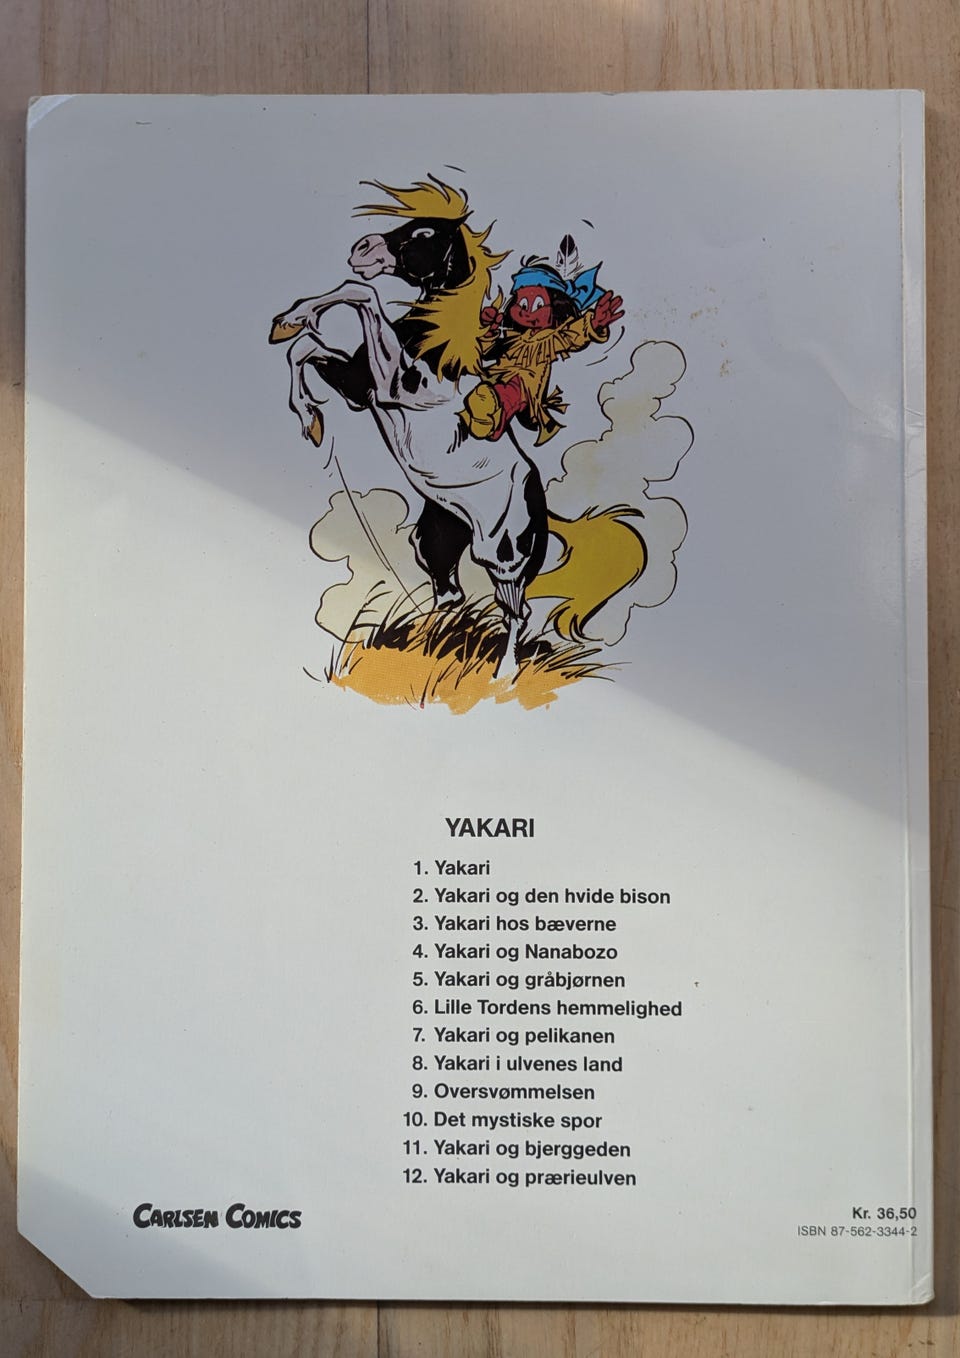 YAKARI
1. Yakari
2. Yakari og den hvide bison
3. Yakari hos bæverne
4. Yakari og Nanabozo
5. Yakari og gråbjørnen
6. Lille Tordens hemmelighed
7. Yakari og pelikanen
8. Yakari i ulvenes land
9. Oversvømmelsen
10. Det mystiske spor
11. Yakari og bjerggeden
12. Yakari og prærieulven
CARLSEN COMICS
Kr. 36,50
ISBN 87-562-3344-2